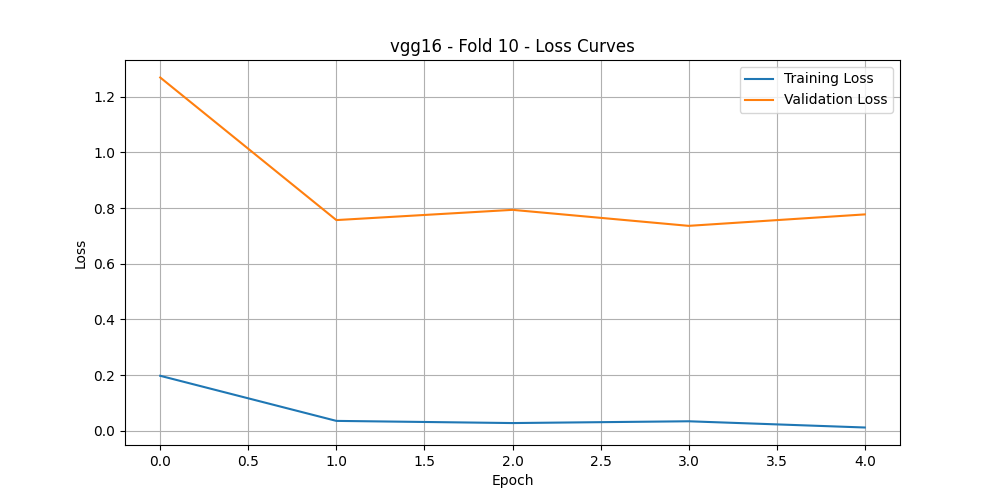 vgg16 - Fold 10 - Loss Curves
Training Loss
Validation Loss
1.2
1.0
0.8
0.6
0.4
0.2
0.0
Loss
0.0 0.5 1.0 1.5 2.0 2.5 3.0 3.5 4.0
Epoch